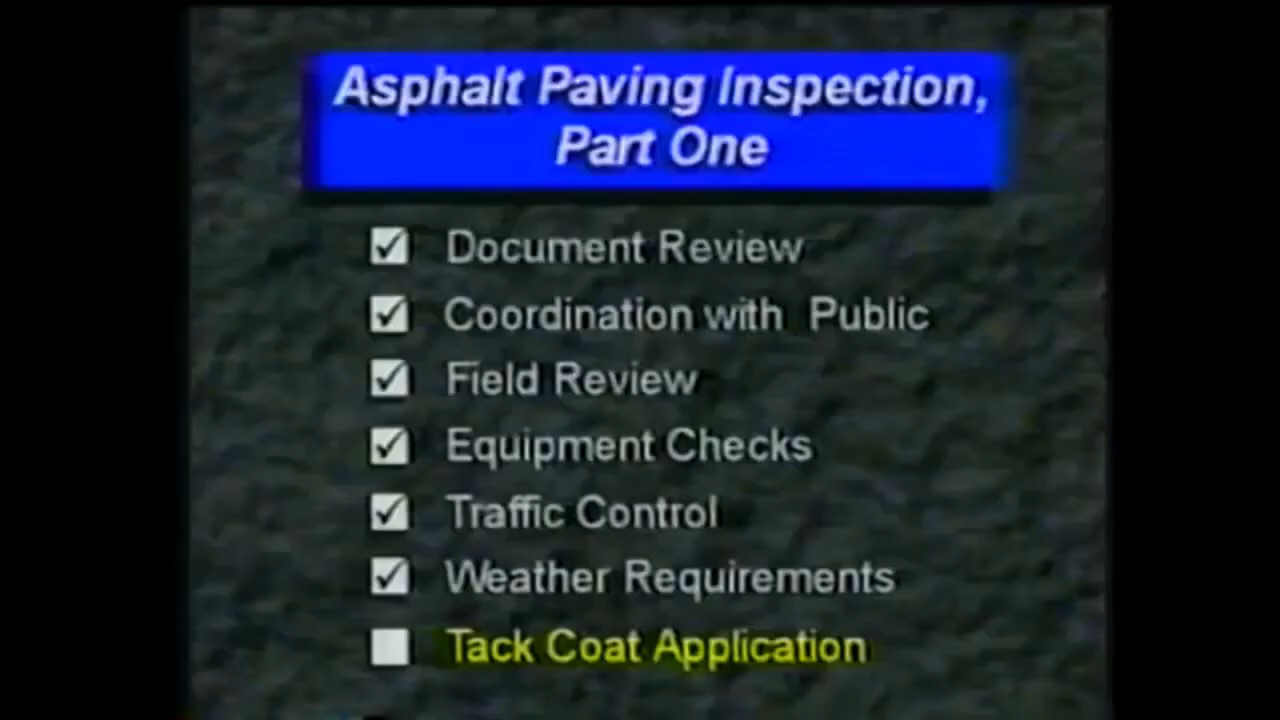 Asphalt Paving Inspection,
Part One
Document Review
Coordination with Public
Field Review
Equipment Checks
Traffic Control
Weather Requirements
Tack Coat Application